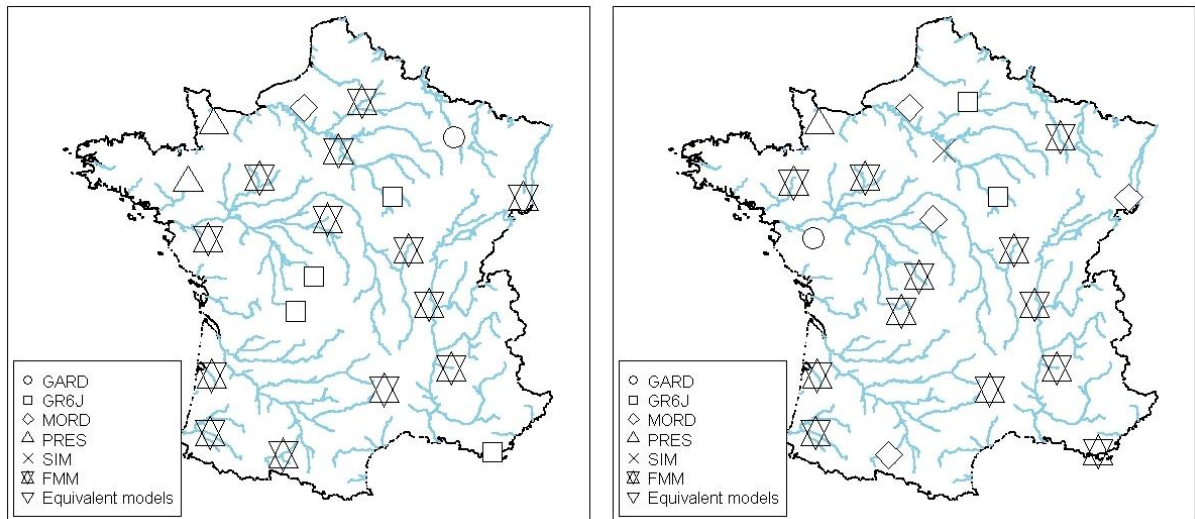 GARD
GR6J
MORD
PRES
SIM
FMM
Equivalent models
GARD
GR6J
MORD
PRES
SIM
FMM
Equivalent models